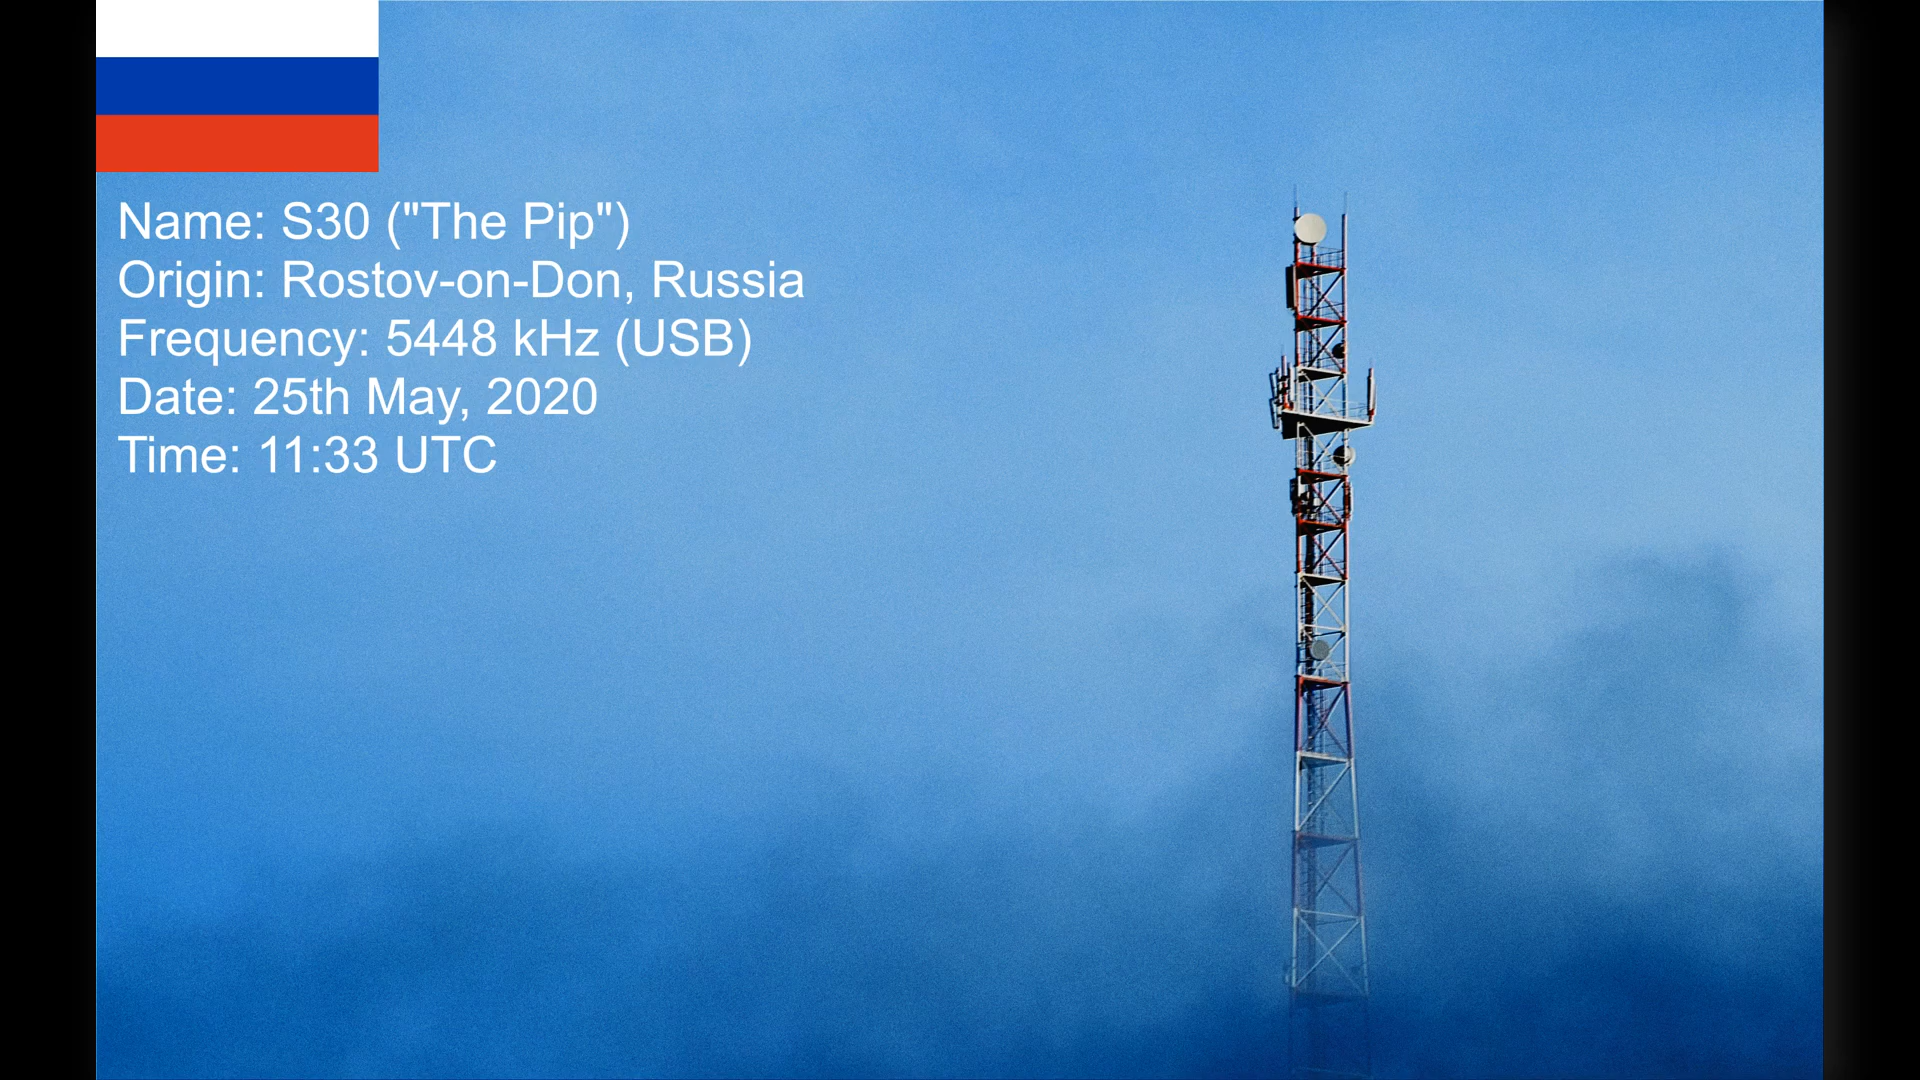 Name: S30 ("The Pip")
Origin: Rostov-on-Don, Russia
Frequency: 5448 kHz (USB)
Date: 25th May, 2020
Time: 11:33 UTC